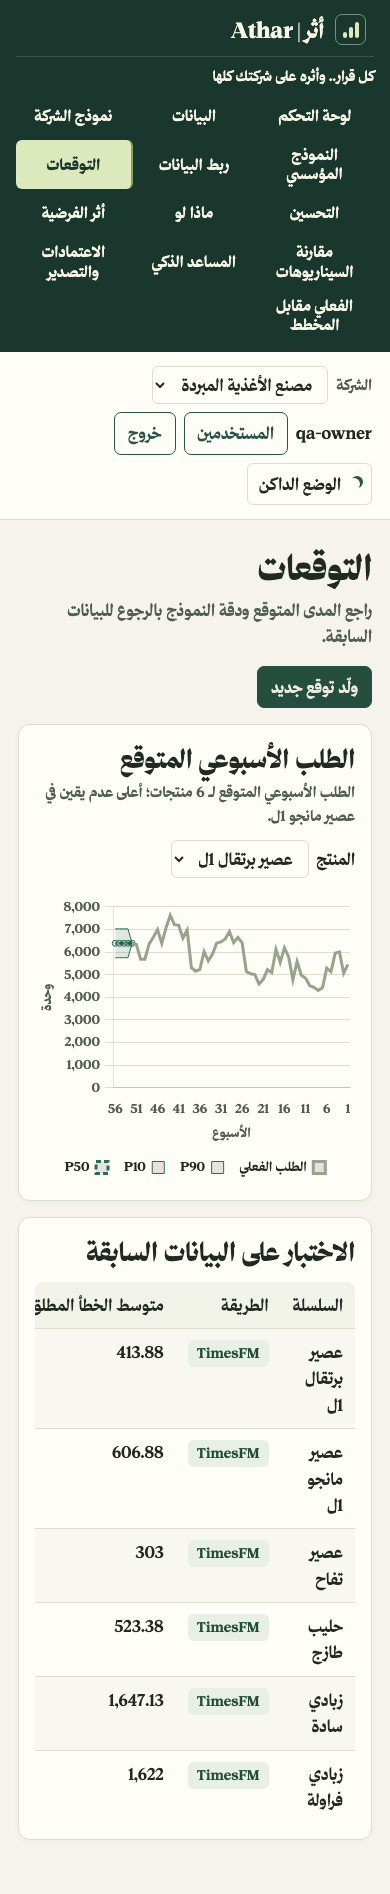 أثر | Athar
كل قرار.. وأثره على شركتك كلها
لوحة التحكم
البيانات
نموذج الشركة
النموذج
المؤسسي
ربط البيانات
التوقعات
التحسين
ماذا لو
أثر الفرضية
مقارنة
السيناريوهات
المساعد الذكي
الاعتمادات
والتصدير
الفعلي مقابل
المخطط
الشركة مصنع الأغذية المبردة
qa-owner المستخدمين خروج
الوضع الداكن
التوقعات
راجع المدى المتوقع ودقة النموذج بالرجوع للبيانات
السابقة.
ولّد توقع جديد
الطلب الأسبوعي المتوقع
الطلب الأسبوعي المتوقع لـ 6 منتجات؛ أعلى عدم يقين في
عصير مانجو 1ل.
المنتج عصير برتقال 1ل
8,000
7,000
6,000
5,000
4,000
3,000
2,000
1,000
0
وحدة
1 6 11 16 21 26 31 36 41 46 51 56
الأسبوع
الطلب الفعلي P90 P10 P50
الاختبار على البيانات السابقة
السلسلة الطريقة متوسط الخطأ المطلق
عصير
برتقال
1ل
TimesFM 413.88
عصير
مانجو
1ل
TimesFM 606.88
عصير
تفاح
TimesFM 303
حليب
طازج
TimesFM 523.38
زبادي
سادة
TimesFM 1,647.13
زبادي
فراولة
TimesFM 1,622